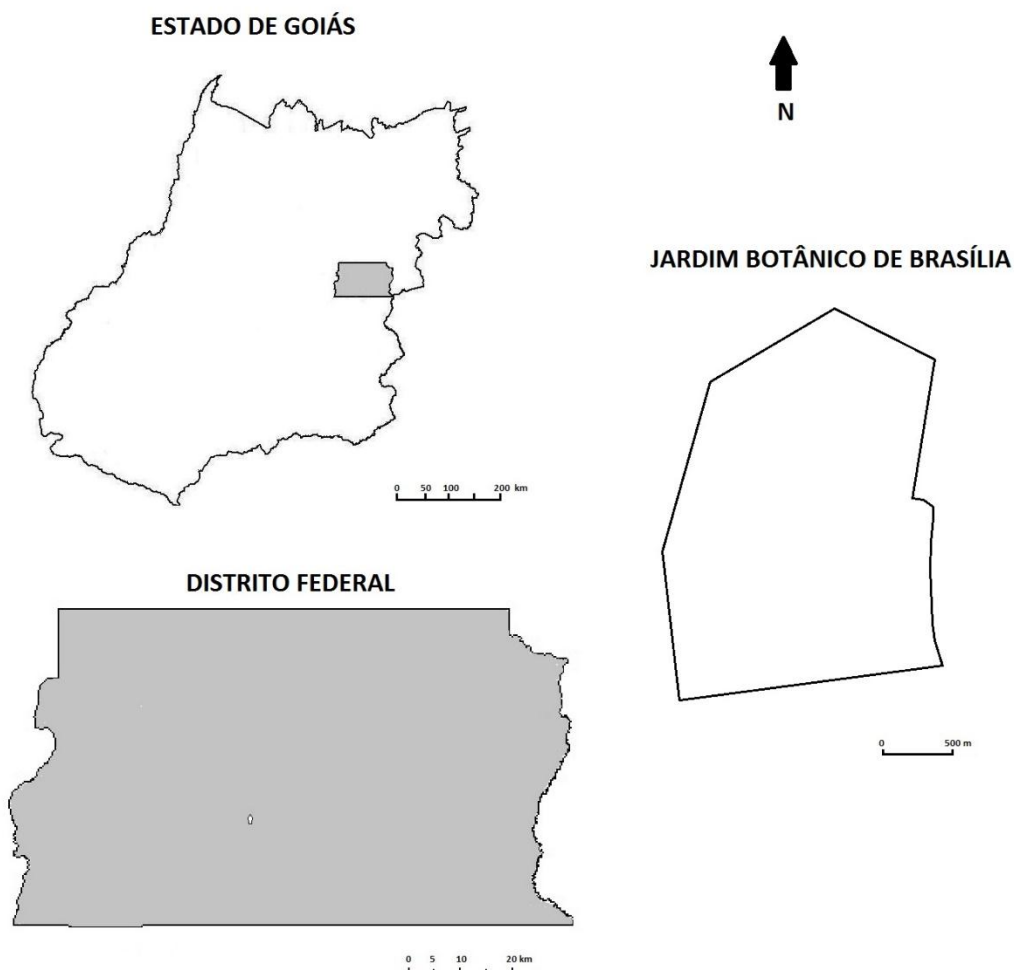 ESTADO DE GOIÁS
N
JARDIM BOTÂNICO DE BRASÍLIA
0 50 100 200 km
DISTRITO FEDERAL
0 500 m
0 5 10 20 km